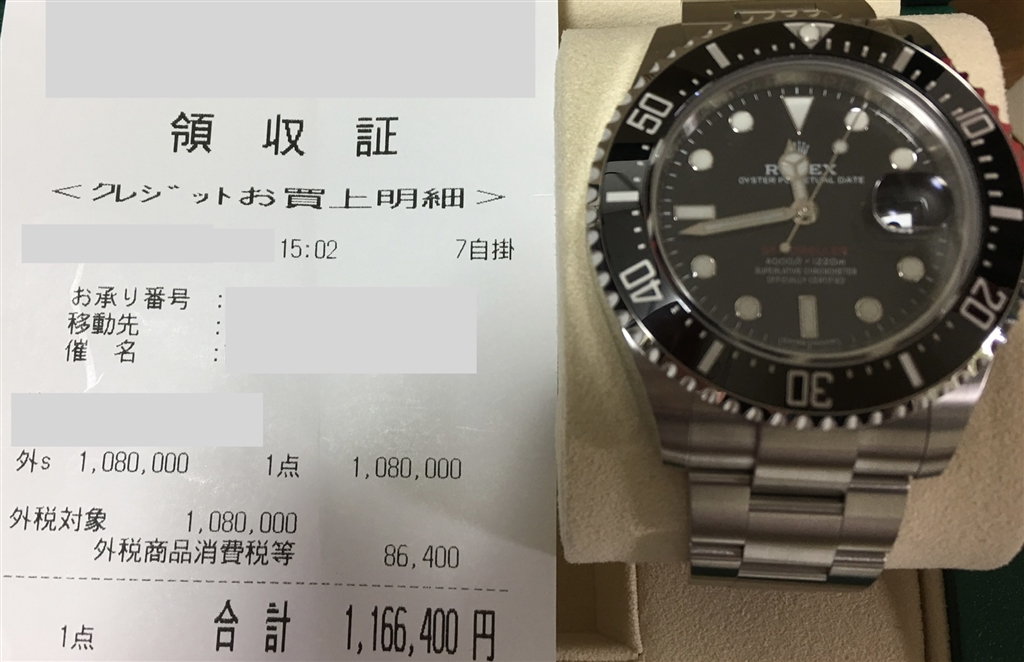 領収証
<クレジットお買上明細>
15:02 7自掛
お承り番号 :
移動先 :
催 名 :
外s 1,080,000 1点 1,080,000
外税対象 1,080,000
外税商品消費税等 86,400
1点 合計 1,166,400円
50
10
40
20
30
ROLEX
OYSTER PERPETUAL DATE
4000ft=1220m
SUPERLATIVE CHRONOMETER
OFFICIALLY CERTIFIED